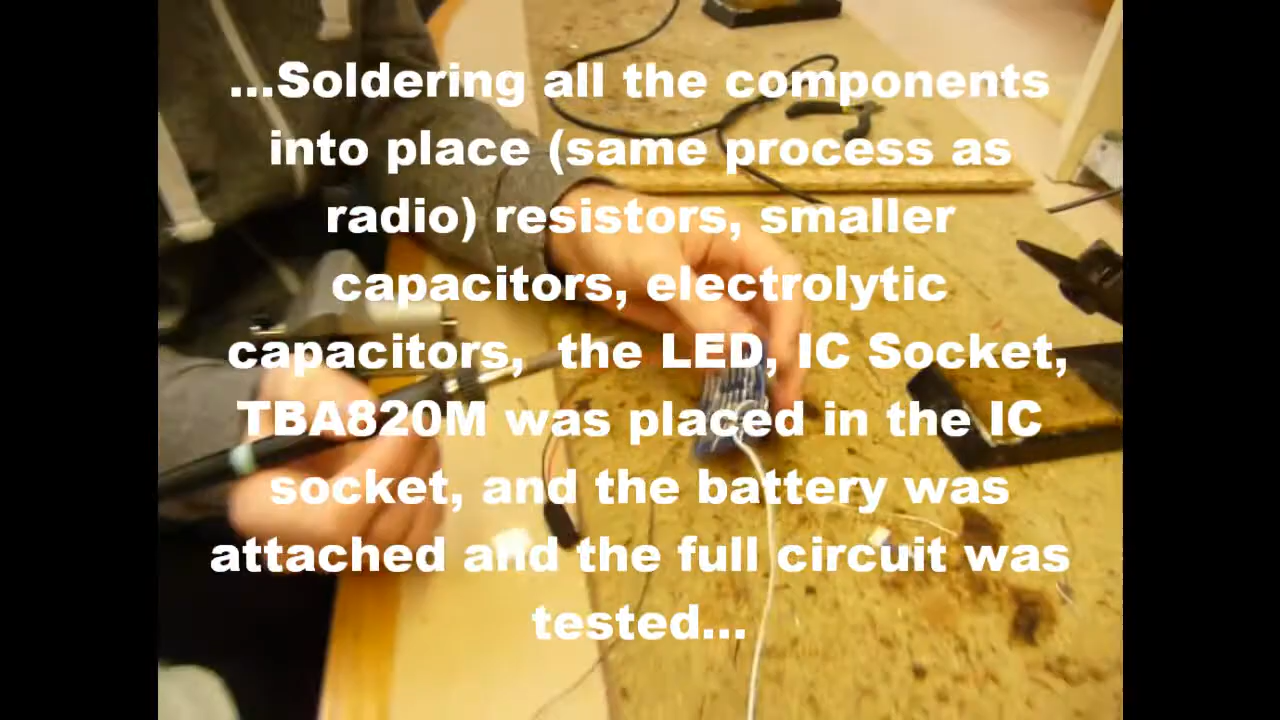 ...Soldering all the components
into place (same process as
radio) resistors, smaller
capacitors, electrolytic
capacitors, the LED, IC Socket,
TBA820M was placed in the IC
socket, and the battery was
attached and the full circuit was
tested...